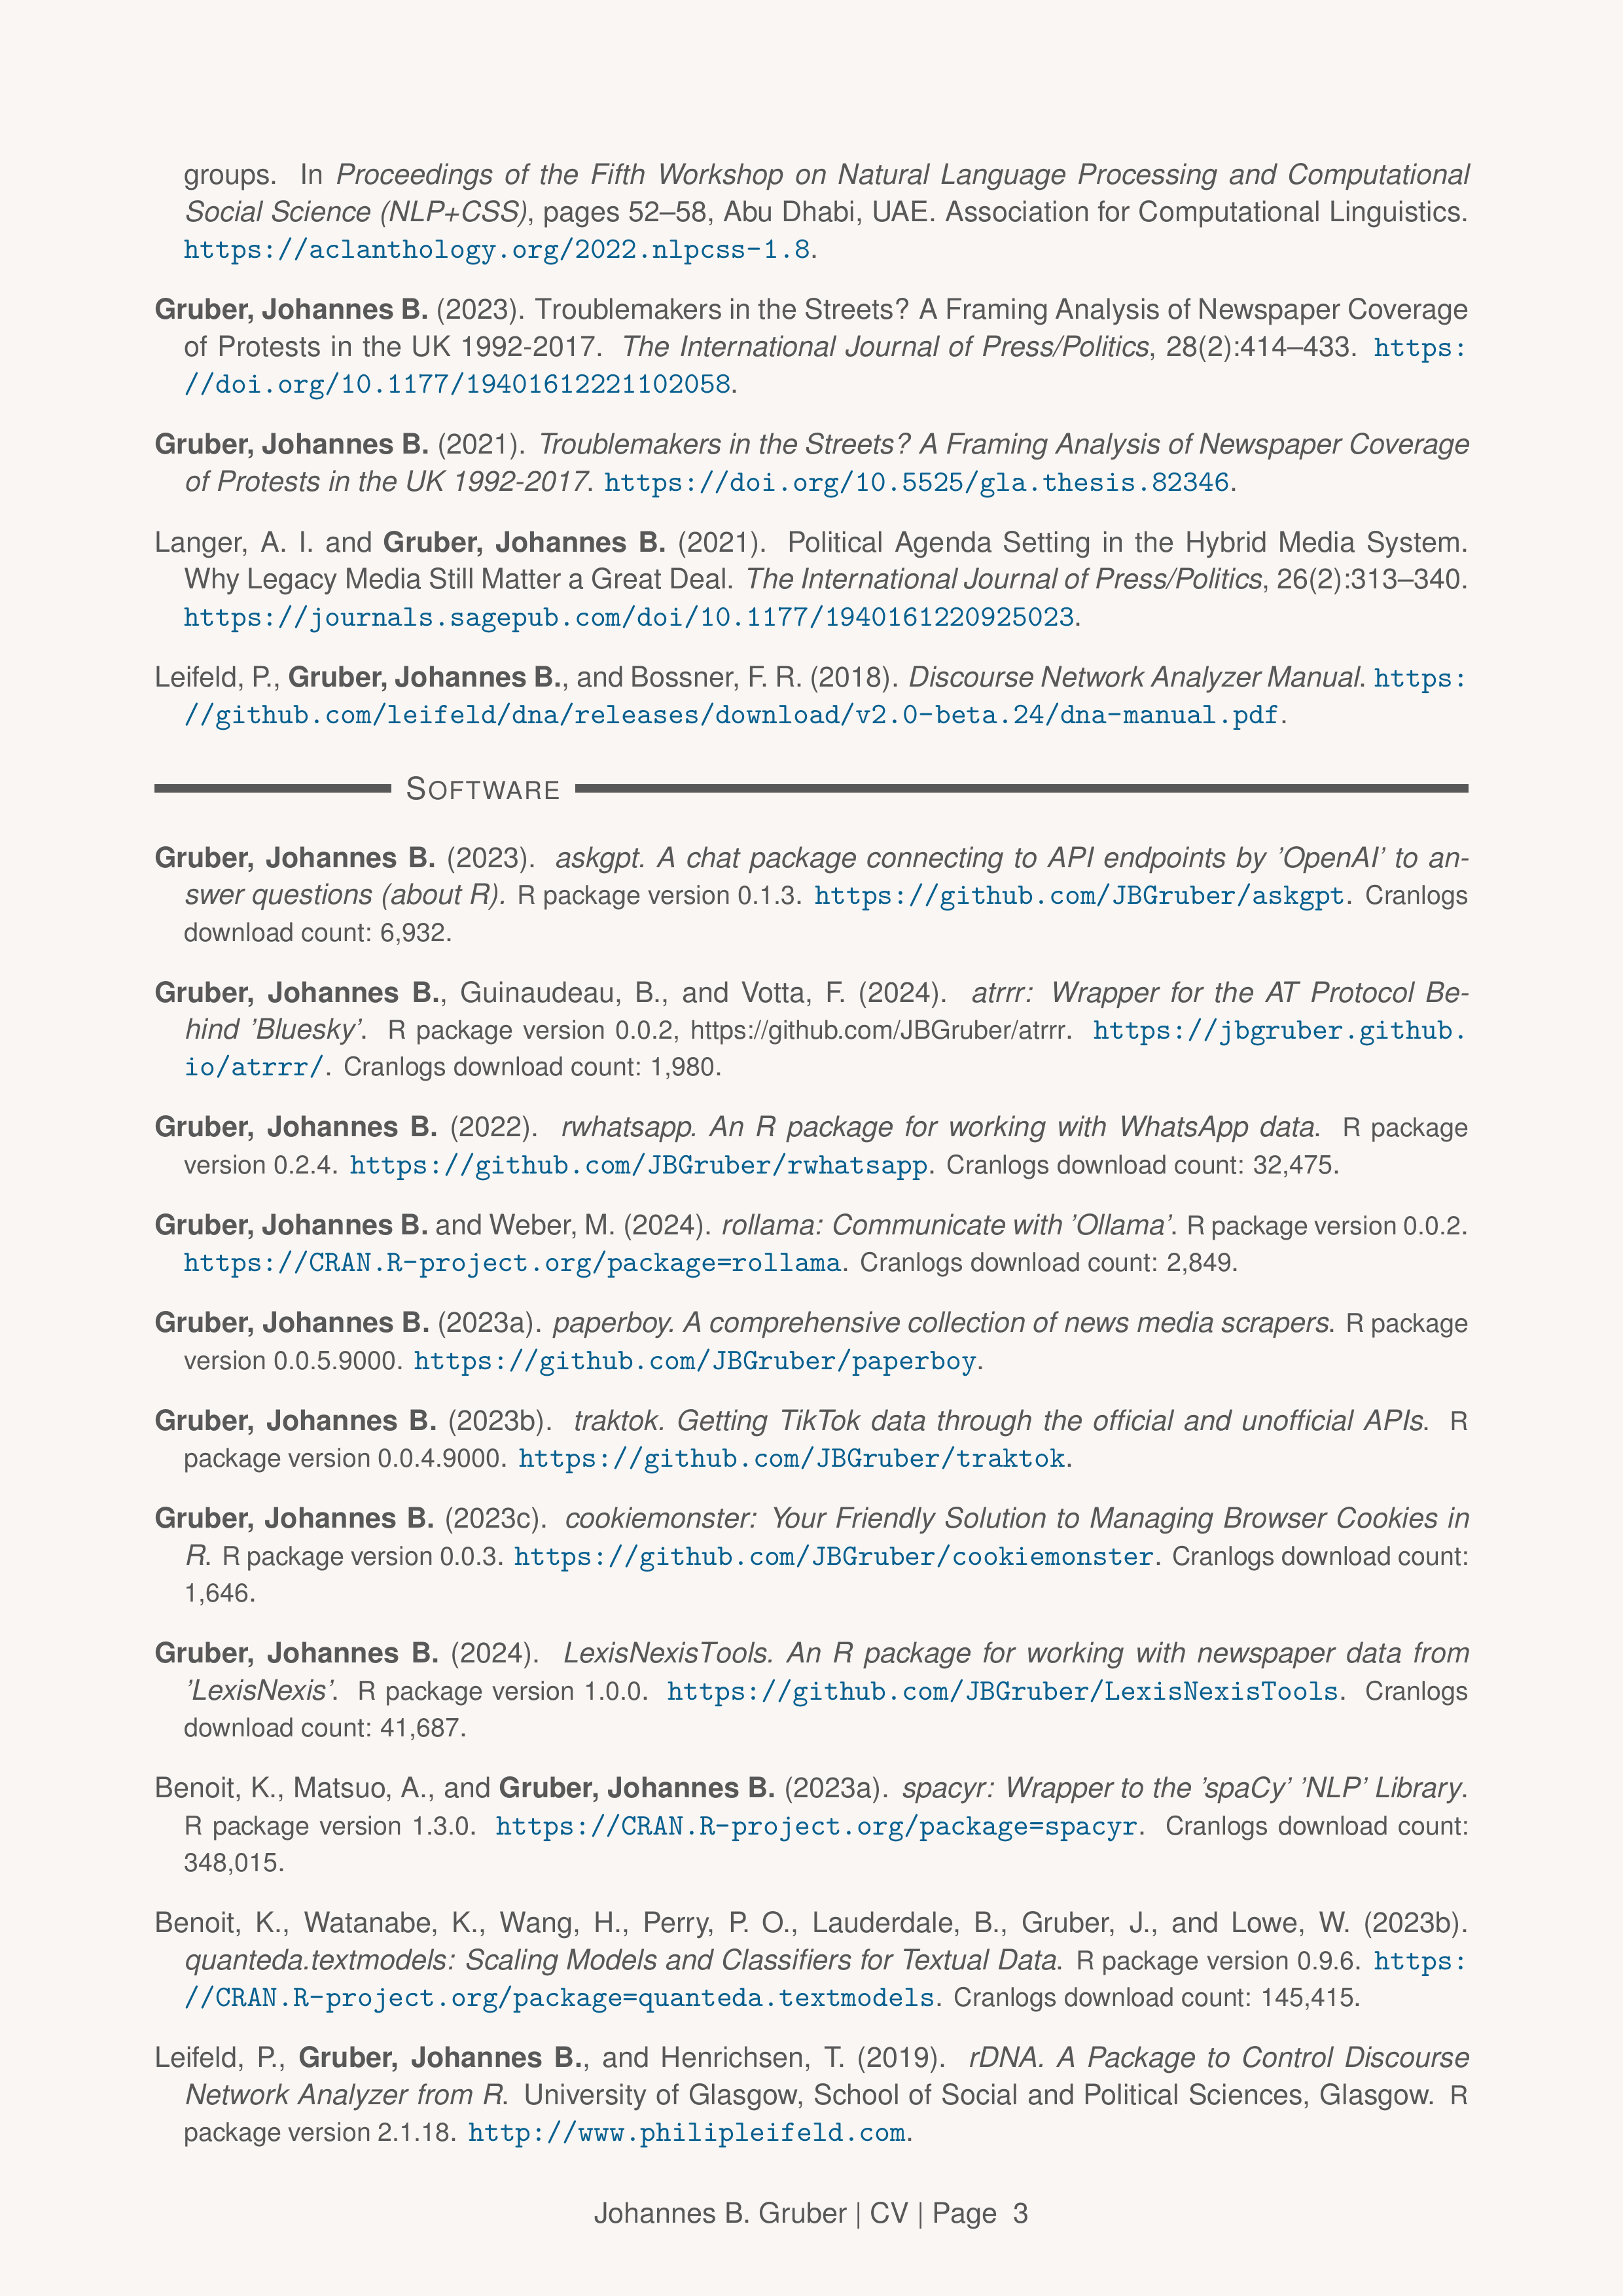 groups. In Proceedings of the Fifth Workshop on Natural Language Processing and Computational
Social Science (NLP+CSS), pages 52–58, Abu Dhabi, UAE. Association for Computational Linguistics.
https://aclanthology.org/2022.nlpcss-1.8.
Gruber, Johannes B. (2023). Troublemakers in the Streets? A Framing Analysis of Newspaper Coverage
of Protests in the UK 1992-2017. The International Journal of Press/Politics, 28(2):414–433. https:
//doi.org/10.1177/19401612221102058.
Gruber, Johannes B. (2021). Troublemakers in the Streets? A Framing Analysis of Newspaper Coverage
of Protests in the UK 1992-2017. https://doi.org/10.5525/gla.thesis.82346.
Langer, A. I. and Gruber, Johannes B. (2021). Political Agenda Setting in the Hybrid Media System.
Why Legacy Media Still Matter a Great Deal. The International Journal of Press/Politics, 26(2):313–340.
https://journals.sagepub.com/doi/10.1177/1940161220925023.
Leifeld, P., Gruber, Johannes B., and Bossner, F. R. (2018). Discourse Network Analyzer Manual. https:
//github.com/leifeld/dna/releases/download/v2.0-beta.24/dna-manual.pdf.
SOFTWARE
Gruber, Johannes B. (2023). askgpt. A chat package connecting to API endpoints by ’OpenAI’ to an-
swer questions (about R). R package version 0.1.3. https://github.com/JBGruber/askgpt. Cranlogs
download count: 6,932.
Gruber, Johannes B., Guinaudeau, B., and Votta, F. (2024). atrrr: Wrapper for the AT Protocol Be-
hind ’Bluesky’. R package version 0.0.2, https://github.com/JBGruber/atrrr. https://jbgruber.github.
io/atrrr/. Cranlogs download count: 1,980.
Gruber, Johannes B. (2022). rwhatsapp. An R package for working with WhatsApp data. R package
version 0.2.4. https://github.com/JBGruber/rwhatsapp. Cranlogs download count: 32,475.
Gruber, Johannes B. and Weber, M. (2024). rollama: Communicate with ’Ollama’. R package version 0.0.2.
https://CRAN.R-project.org/package=rollama. Cranlogs download count: 2,849.
Gruber, Johannes B. (2023a). paperboy. A comprehensive collection of news media scrapers. R package
version 0.0.5.9000. https://github.com/JBGruber/paperboy.
Gruber, Johannes B. (2023b). traktok. Getting TikTok data through the official and unofficial APIs. R
package version 0.0.4.9000. https://github.com/JBGruber/traktok.
Gruber, Johannes B. (2023c). cookiemonster: Your Friendly Solution to Managing Browser Cookies in
R. R package version 0.0.3. https://github.com/JBGruber/cookiemonster. Cranlogs download count:
1,646.
Gruber, Johannes B. (2024). LexisNexisTools. An R package for working with newspaper data from
’LexisNexis’. R package version 1.0.0. https://github.com/JBGruber/LexisNexisTools. Cranlogs
download count: 41,687.
Benoit, K., Matsuo, A., and Gruber, Johannes B. (2023a). spacyr: Wrapper to the ’spaCy’ ’NLP’ Library.
R package version 1.3.0. https://CRAN.R-project.org/package=spacyr. Cranlogs download count:
348,015.
Benoit, K., Watanabe, K., Wang, H., Perry, P. O., Lauderdale, B., Gruber, J., and Lowe, W. (2023b).
quanteda.textmodels: Scaling Models and Classifiers for Textual Data. R package version 0.9.6. https:
//CRAN.R-project.org/package=quanteda.textmodels. Cranlogs download count: 145,415.
Leifeld, P., Gruber, Johannes B., and Henrichsen, T. (2019). rDNA. A Package to Control Discourse
Network Analyzer from R. University of Glasgow, School of Social and Political Sciences, Glasgow. R
package version 2.1.18. http://www.philipleifeld.com.
Johannes B. Gruber | CV | Page 3